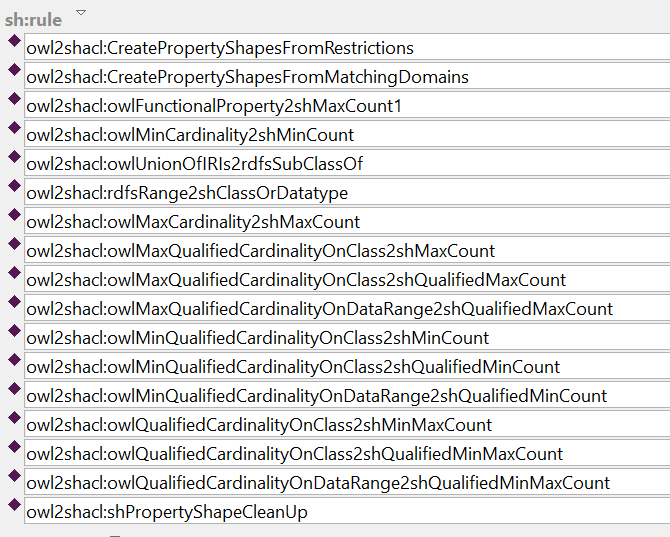 sh:rule
owl2shacl:CreatePropertyShapesFromRestrictions
owl2shacl:CreatePropertyShapesFromMatchingDomains
owl2shacl:owlFunctionalProperty2shMaxCount1
owl2shacl:owlMinCardinality2shMinCount
owl2shacl:owlUnionOfIRIs2rdfsSubClassOf
owl2shacl:rdfsRange2shClassOrDatatype
owl2shacl:owlMaxCardinality2shMaxCount
owl2shacl:owlMaxQualifiedCardinalityOnClass2shMaxCount
owl2shacl:owlMaxQualifiedCardinalityOnClass2shQualifiedMaxCount
owl2shacl:owlMaxQualifiedCardinalityOnDataRange2shQualifiedMaxCount
owl2shacl:owlMinQualifiedCardinalityOnClass2shMinCount
owl2shacl:owlMinQualifiedCardinalityOnClass2shQualifiedMinCount
owl2shacl:owlMinQualifiedCardinalityOnDataRange2shQualifiedMinCount
owl2shacl:owlQualifiedCardinalityOnClass2shMinMaxCount
owl2shacl:owlQualifiedCardinalityOnClass2shQualifiedMinMaxCount
owl2shacl:owlQualifiedCardinalityOnDataRange2shQualifiedMinMaxCount
owl2shacl:shPropertyShapeCleanUp